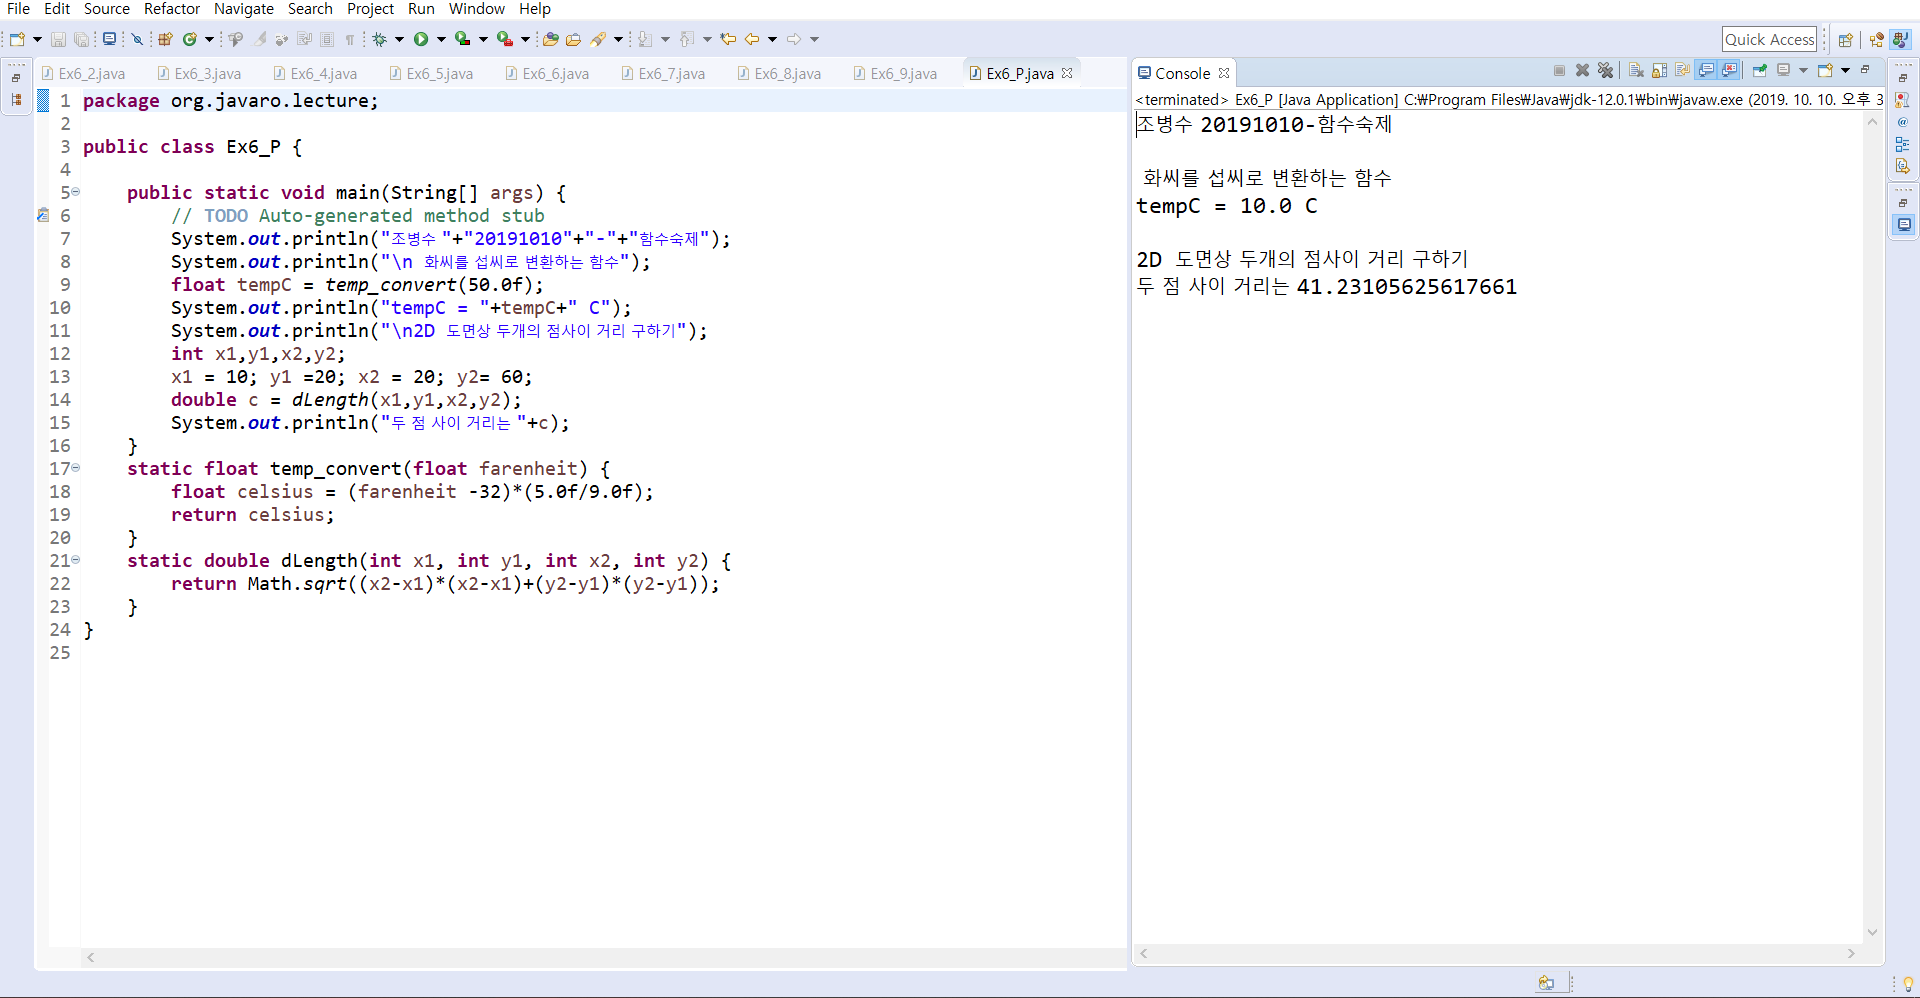 File Edit Source Refactor Navigate Search Project Run Window Help
Quick Access
Ex6_2.java Ex6_3.java Ex6_4.java Ex6_5.java Ex6_6.java Ex6_7.java Ex6_8.java Ex6_9.java Ex6_P.java
1 package org.javaro.lecture;
2
3 public class Ex6_P {
4
5 public static void main(String[] args) {
6 // TODO Auto-generated method stub
7 System.out.println("조병수 "+"20191010"+"-"+"함수숙제");
8 System.out.println("\n 화씨를 섭씨로 변환하는 함수");
9 float tempC = temp_convert(50.0f);
10 System.out.println("tempC = "+tempC+" C");
11 System.out.println("\n2D 도면상 두개의 점사이 거리 구하기");
12 int x1,y1,x2,y2;
13 x1 = 10; y1 =20; x2 = 20; y2= 60;
14 double c = dLength(x1,y1,x2,y2);
15 System.out.println("두 점 사이 거리는 "+c);
16 }
17 static float temp_convert(float farenheit) {
18 float celsius = (farenheit -32)*(5.0f/9.0f);
19 return celsius;
20 }
21 static double dLength(int x1, int y1, int x2, int y2) {
22 return Math.sqrt((x2-x1)*(x2-x1)+(y2-y1)*(y2-y1));
23 }
24 }
25
Console
<terminated> Ex6_P [Java Application] C:₩Program Files₩Java₩jdk-12.0.1₩bin₩javaw.exe (2019. 10. 10. 오후 3
조병수 20191010-함수숙제
화씨를 섭씨로 변환하는 함수
tempC = 10.0 C
2D 도면상 두개의 점사이 거리 구하기
두 점 사이 거리는 41.23105625617661